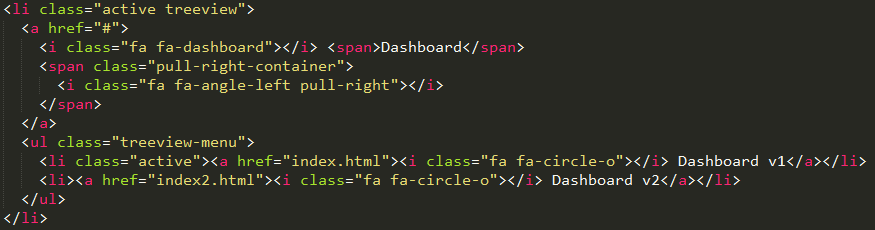 <li class="active treeview">
  <a href="#">
    <i class="fa fa-dashboard"></i> <span>Dashboard</span>
    <span class="pull-right-container">
      <i class="fa fa-angle-left pull-right"></i>
    </span>
  </a>
  <ul class="treeview-menu">
    <li class="active"><a href="index.html"><i class="fa fa-circle-o"></i> Dashboard v1</a></li>
    <li><a href="index2.html"><i class="fa fa-circle-o"></i> Dashboard v2</a></li>
  </ul>
</li>